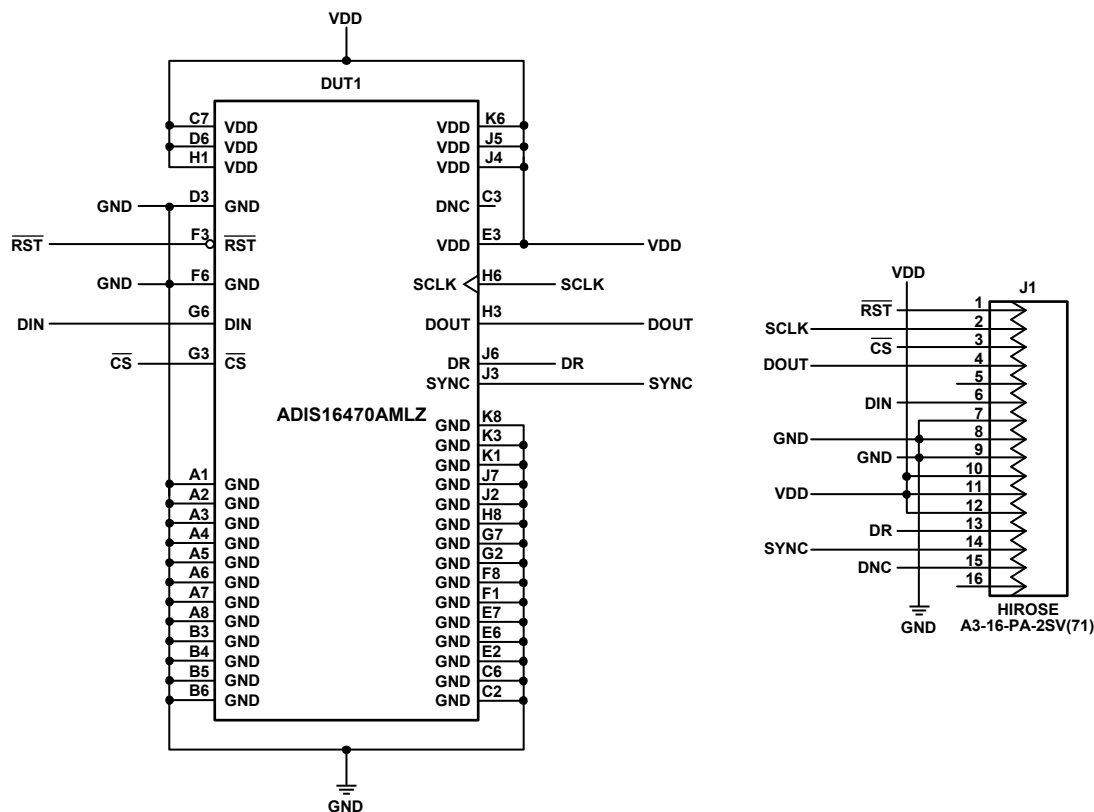 VDD
DUT1
C7 VDD VDD K6
D6 VDD VDD J5
H1 VDD VDD J4
GND D3 GND DNC C3
RST F3 RST VDD E3 VDD
GND F6 GND SCLK H6 SCLK
DIN G6 DIN DOUT H3 DOUT
CS G3 CS DR J6 DR
SYNC J3 SYNC
ADIS16470AMLZ
GND K8
GND K3
GND K1
A1 GND GND J7
A2 GND GND J2
A3 GND GND H8
A4 GND GND G7
A5 GND GND G2
A6 GND GND F8
A7 GND GND F1
A8 GND GND E7
B3 GND GND E6
B4 GND GND E2
B5 GND GND C6
B6 GND GND C2
GND
VDD
J1
RST 1
SCLK 2
CS 3
DOUT 4
5
DIN 6
7
GND 8
GND 9
10
VDD 11
12
DR 13
SYNC 14
DNC 15
16
GND
HIROSE
A3-16-PA-2SV(71)